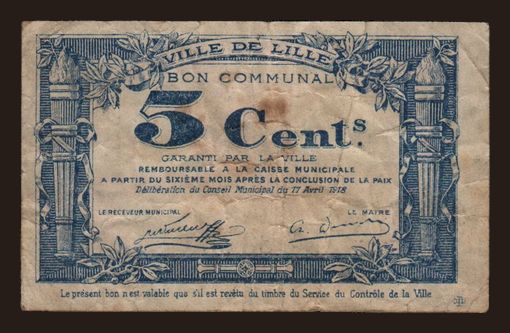 VILLE DE LILLE
BON COMMUNAL
5 Cent.s
GARANTI PAR LA VILLE
REMBOURSABLE À LA CAISSE MUNICIPALE
A PARTIR DU SIXIÈME MOIS APRÈS LA CONCLUSION DE LA PAIX
Délibération du Conseil Municipal du 17 Avril 1918
LE RECEVEUR MUNICIPAL LE MAIRE
Le présent bon n'est valable que s'il est revêtu du timbre du Service du Contrôle de la Ville